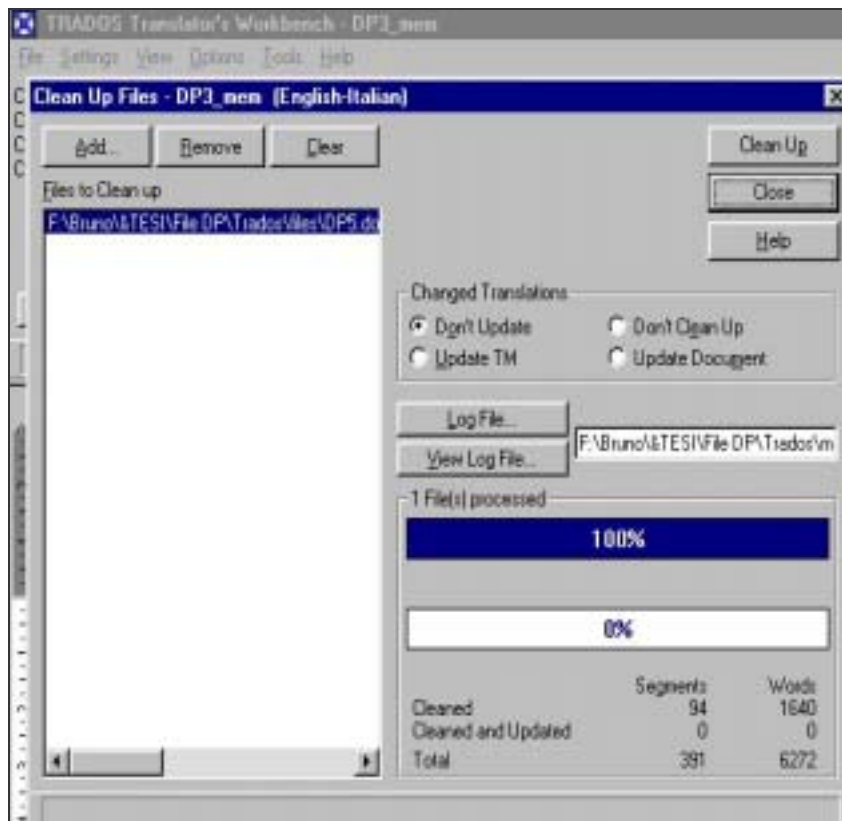 TRADOS Translator's Workbench - DP3_mem
File Settings View Options Tools Help
Clean Up Files - DP3_mem (English-Italian)
Add... Remove Clear
Clean Up
Close
Help
Files to Clean up
F:\Bruno\&TESI\File DP\Trados\files\DP5.do
Changed Translations
Don't Update
Don't Clean Up
Update TM
Update Document
Log File...
View Log File...
F:\Bruno\&TESI\File DP\Trados\m
1 File(s) processed
100%
0%
Segments Words
Cleaned 94 1640
Cleaned and Updated 0 0
Total 391 6272